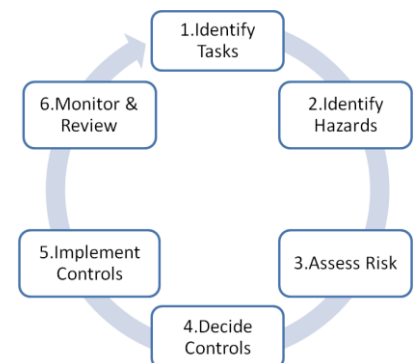 1.Identify
Tasks
2.Identify
Hazards
3.Assess Risk
4.Decide
Controls
5.Implement
Controls
6.Monitor &
Review